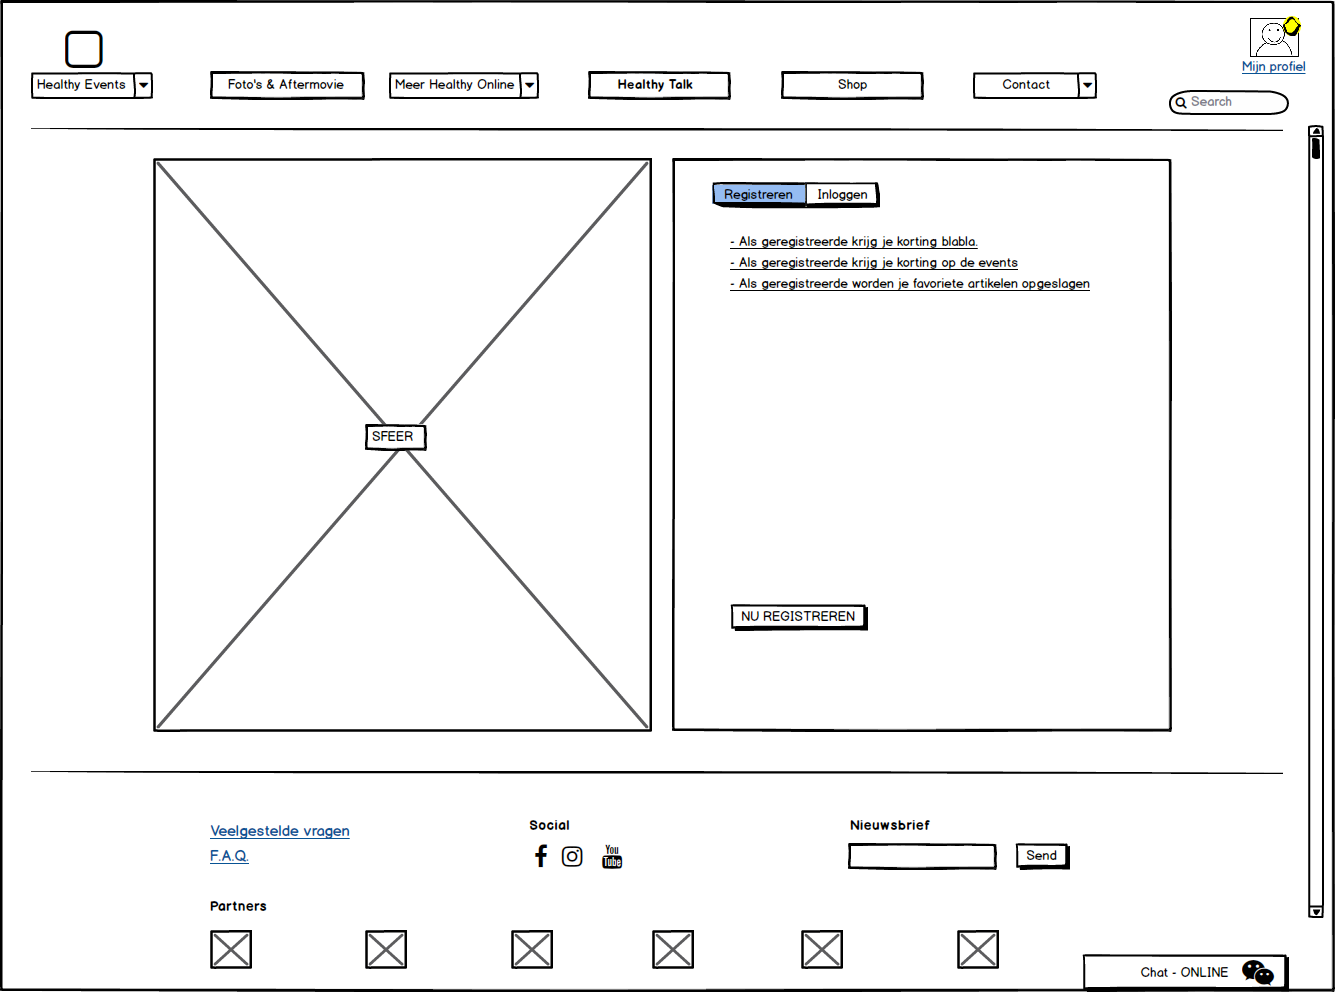 Mijn profiel
Healthy Events
Foto's & Aftermovie
Meer Healthy Online
Healthy Talk
Shop
Contact
Search
Registreren
Inloggen
- Als geregistreerde krijg je korting blabla.
- Als geregistreerde krijg je korting op de events
- Als geregistreerde worden je favoriete artikelen opgeslagen
SFEER
NU REGISTREREN
Veelgestelde vragen
F.A.Q.
Social
You
Tube
Nieuwsbrief
Send
Partners
Chat - ONLINE